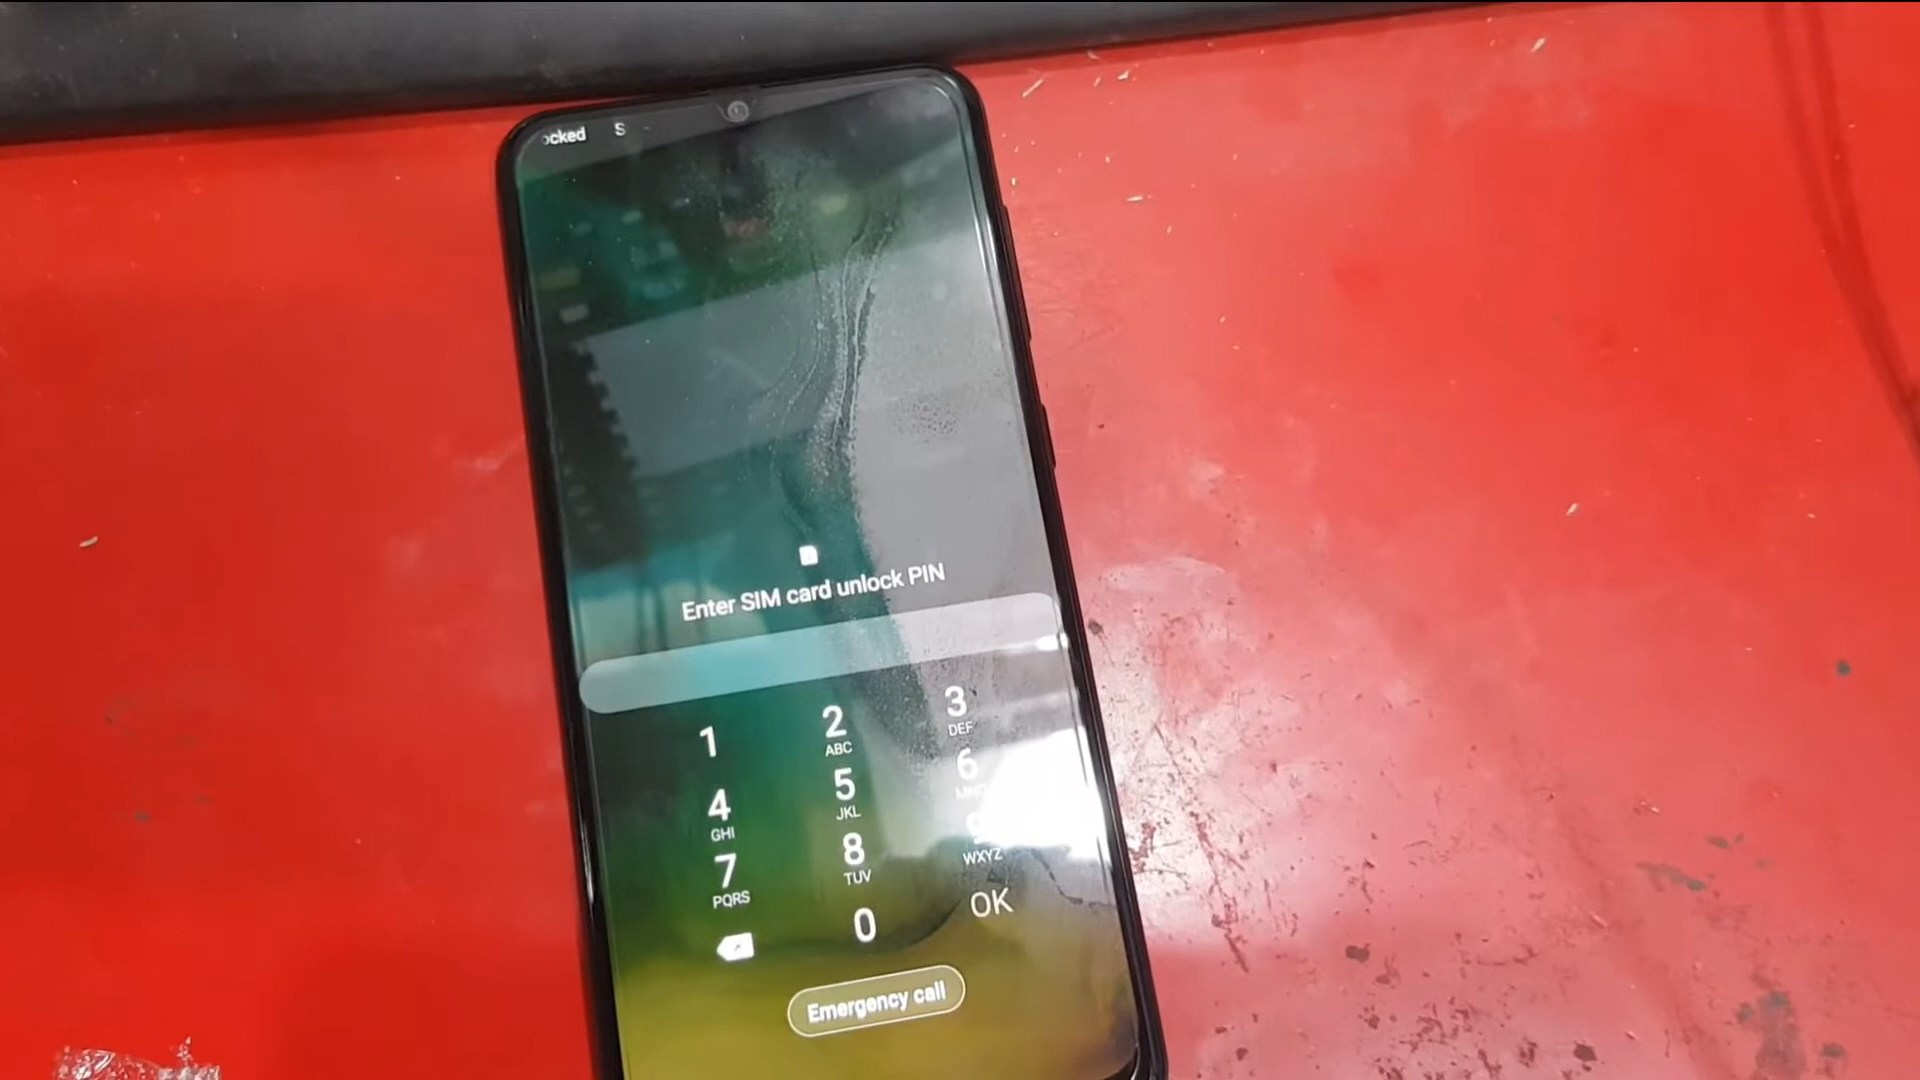 ocked S
Enter SIM card unlock PIN
1 2 3
ABC DEF
4 5 6
GHI JKL
7 8
PQRS TUV WXYZ
0 OK
Emergency call